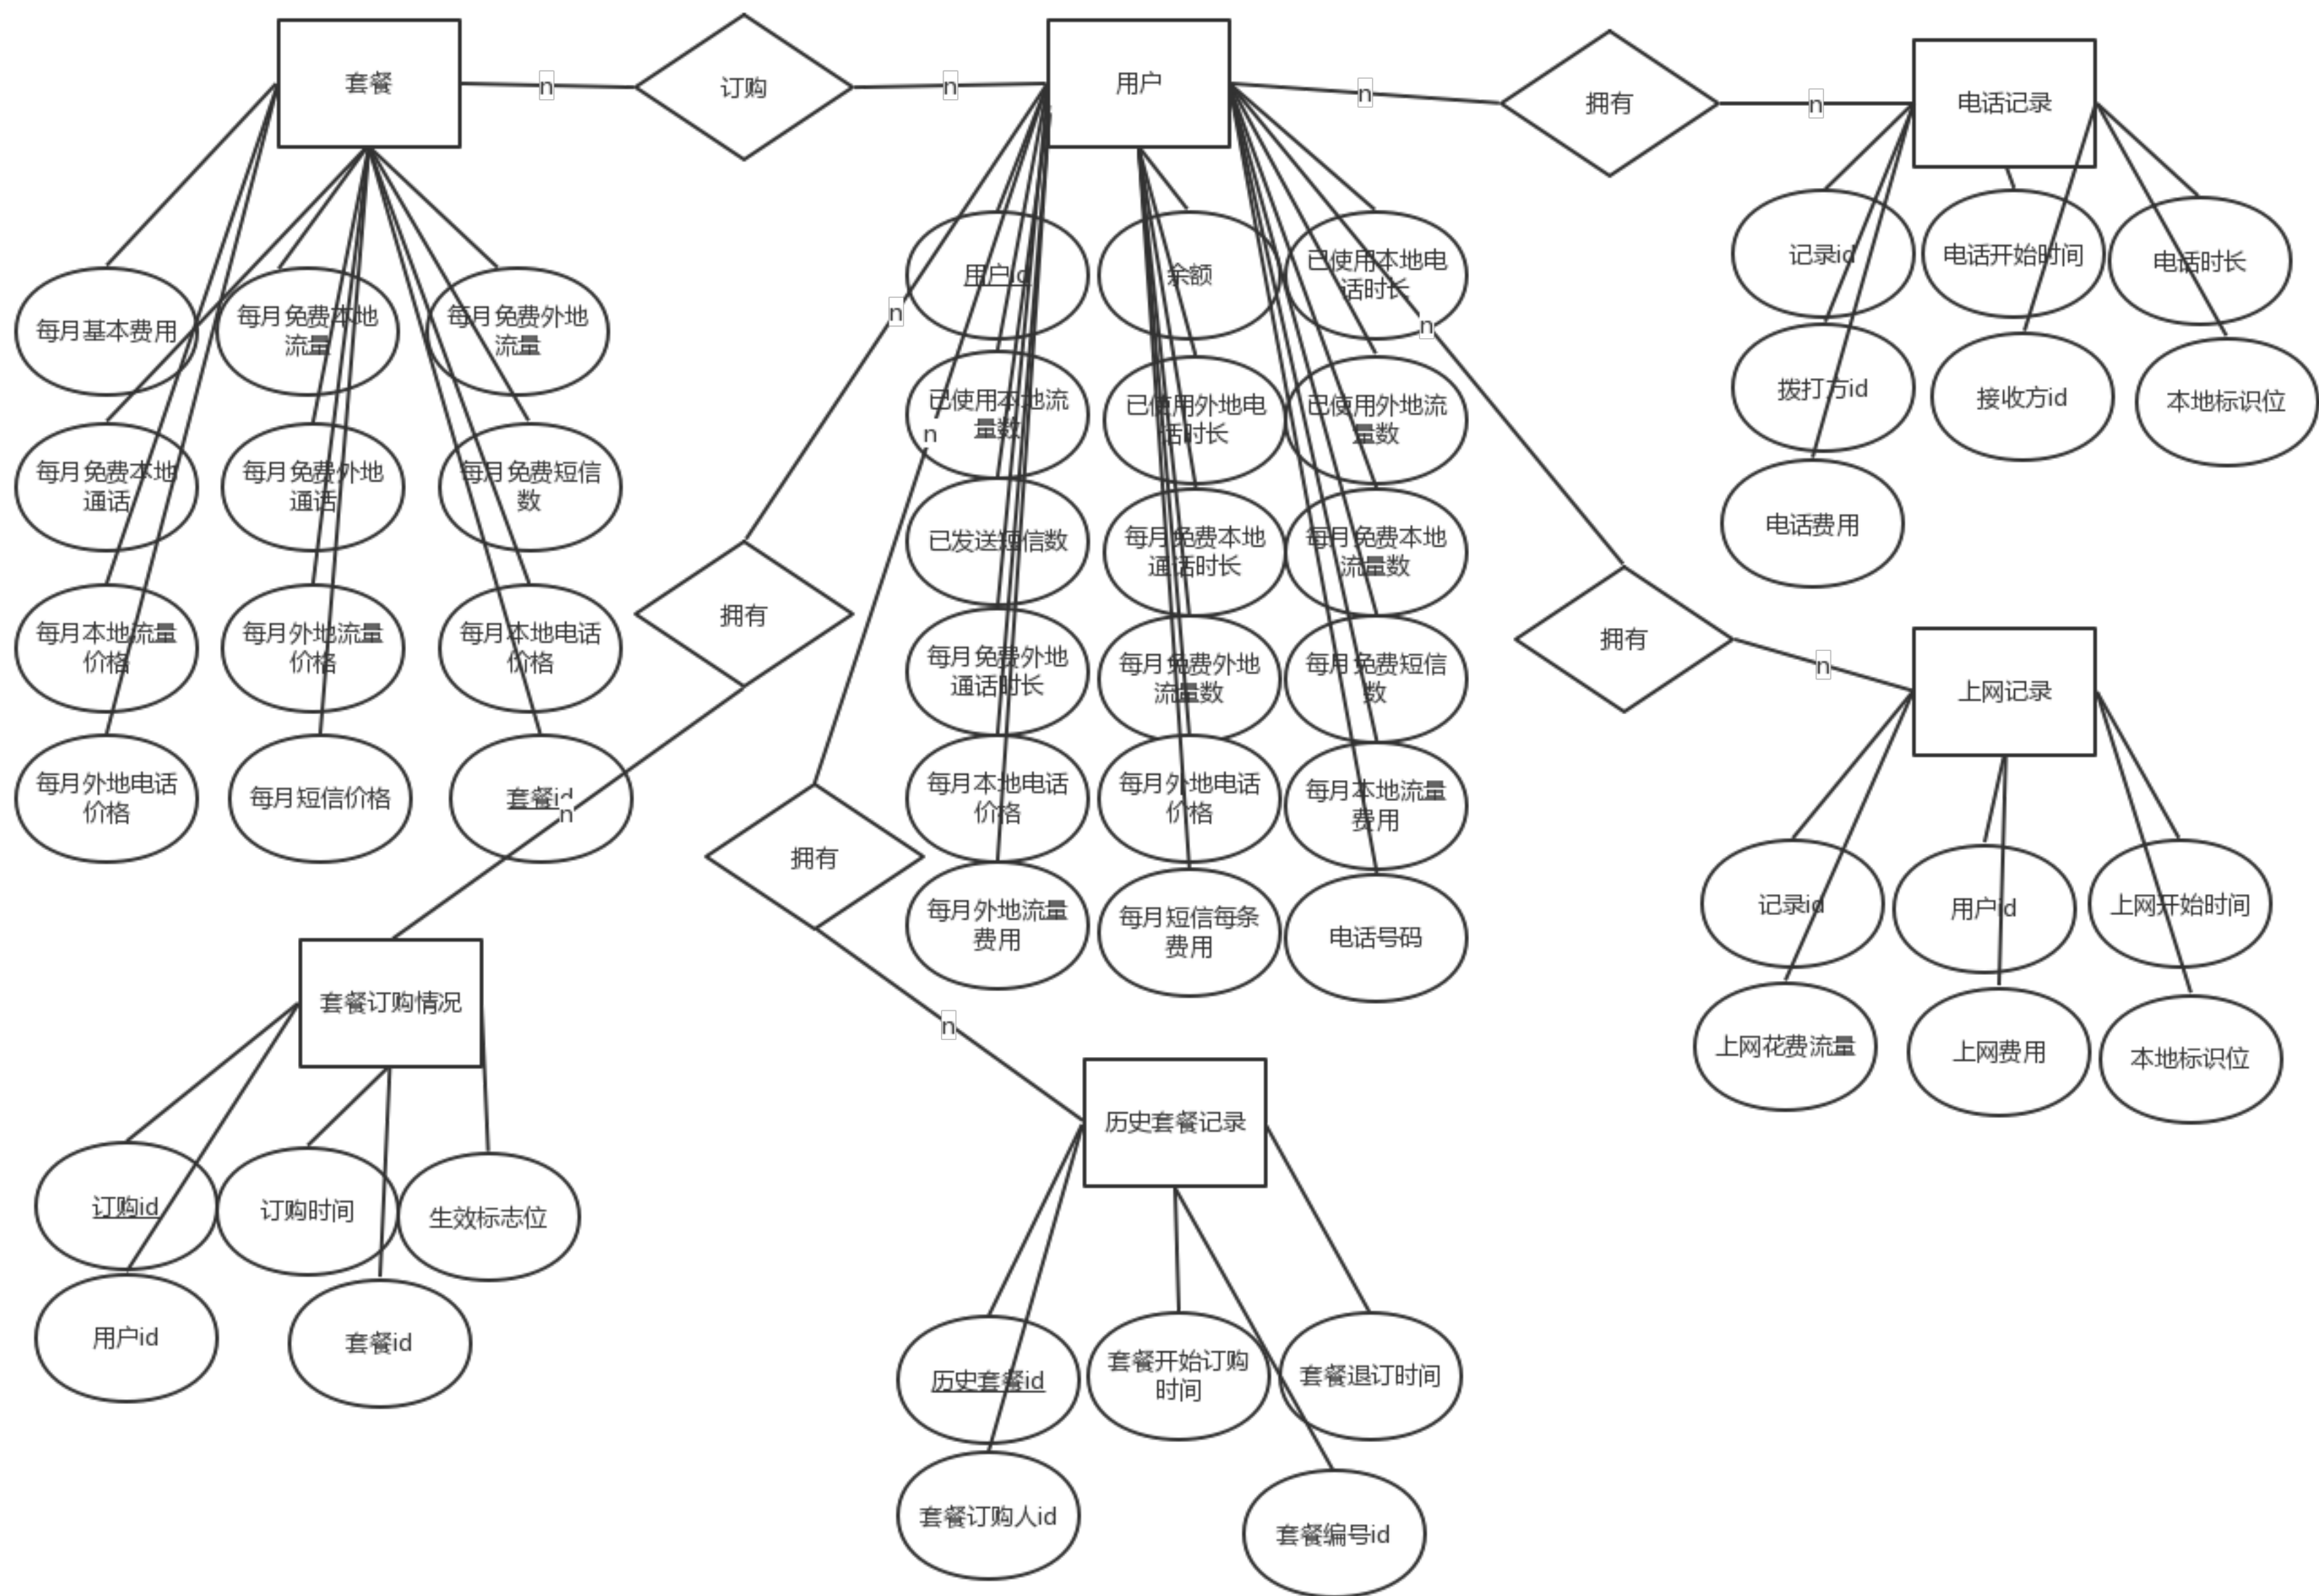 套餐
n
订购
n
用户
n
拥有
n
电话记录
每月基本费用
每月免费本地
流量
每月免费外地
流量
每月免费本地
通话
每月免费外地
通话
每月免费短信
数
每月本地流量
价格
每月外地流量
价格
每月本地电话
价格
每月外地电话
价格
每月短信价格
套餐id
n
n
n
拥有
拥有
用户id
余额
已使用本地电
话时长
已使用本地流
量数
已使用外地电
话时长
已使用外地流
量数
已发送短信数
每月免费本地
通话时长
每月免费本地
流量数
每月免费外地
通话时长
每月免费外地
流量数
每月免费短信
数
每月本地电话
价格
每月外地电话
价格
每月本地流量
费用
每月外地流量
费用
每月短信每条
费用
电话号码
n
拥有
n
记录id
电话开始时间
电话时长
拨打方id
接收方id
本地标识位
电话费用
上网记录
记录id
用户id
上网开始时间
上网花费流量
上网费用
本地标识位
套餐订购情况
订购id
订购时间
生效标志位
用户id
套餐id
n
历史套餐记录
历史套餐id
套餐开始订购
时间
套餐退订时间
套餐订购人id
套餐编号id